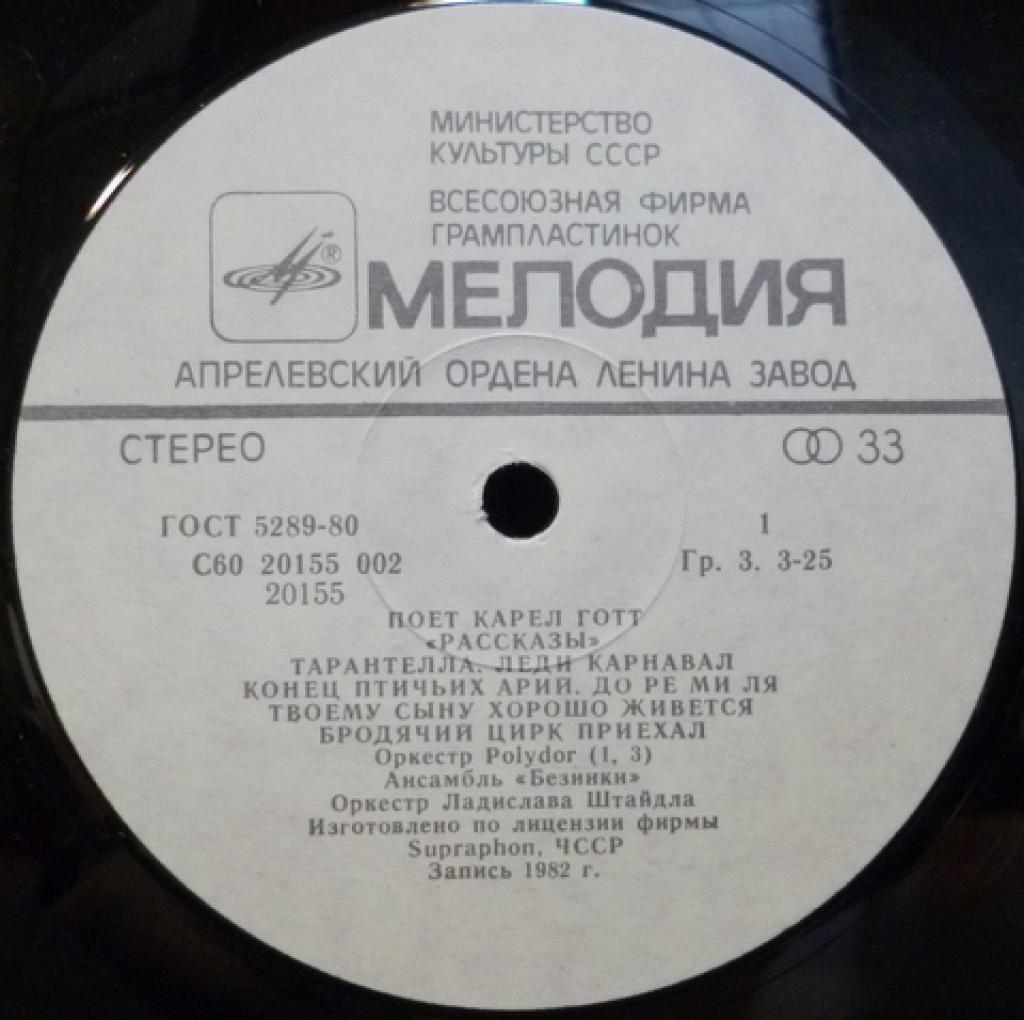 МИНИСТЕРСТВО
КУЛЬТУРЫ СССР
ВСЕСОЮЗНАЯ ФИРМА
ГРАМПЛАСТИНОК
®
МЕЛОДИЯ
АПРЕЛЕВСКИЙ ОРДЕНА ЛЕНИНА ЗАВОД
СТЕРЕО 33
ГОСТ 5289-80 1
С60 20155 002 Гр. 3. 3-25
20155
ПОЕТ КАРЕЛ ГОТТ
«РАССКАЗЫ»
ТАРАНТЕЛЛА. ЛЕДИ КАРНАВАЛ
КОНЕЦ ПТИЧЬИХ АРИЙ. ДО РЕ МИ ЛЯ
ТВОЕМУ СЫНУ ХОРОШО ЖИВЕТСЯ
БРОДЯЧИЙ ЦИРК ПРИЕХАЛ
Оркестр Polydor (1, 3)
Ансамбль «Безинки»
Оркестр Ладислава Штайдла
Изготовлено по лицензии фирмы
Supraphon, ЧССР
Запись 1982 г.